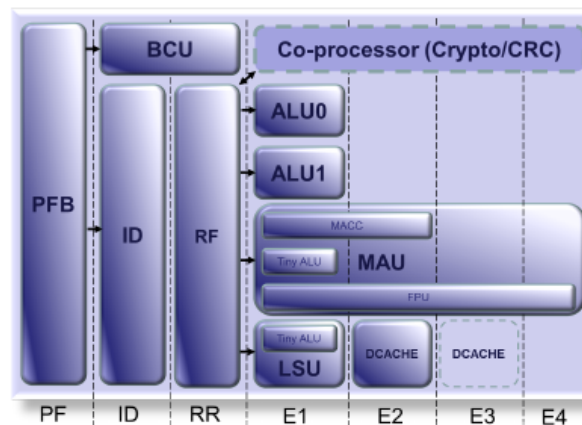 BCU
Co-processor (Crypto/CRC)
ALU0
ALU1
PFB
ID
RF
MACC
Tiny ALU
MAU
FPU
Tiny ALU
LSU
DCACHE
DCACHE
PF
ID
RR
E1
E2
E3
E4